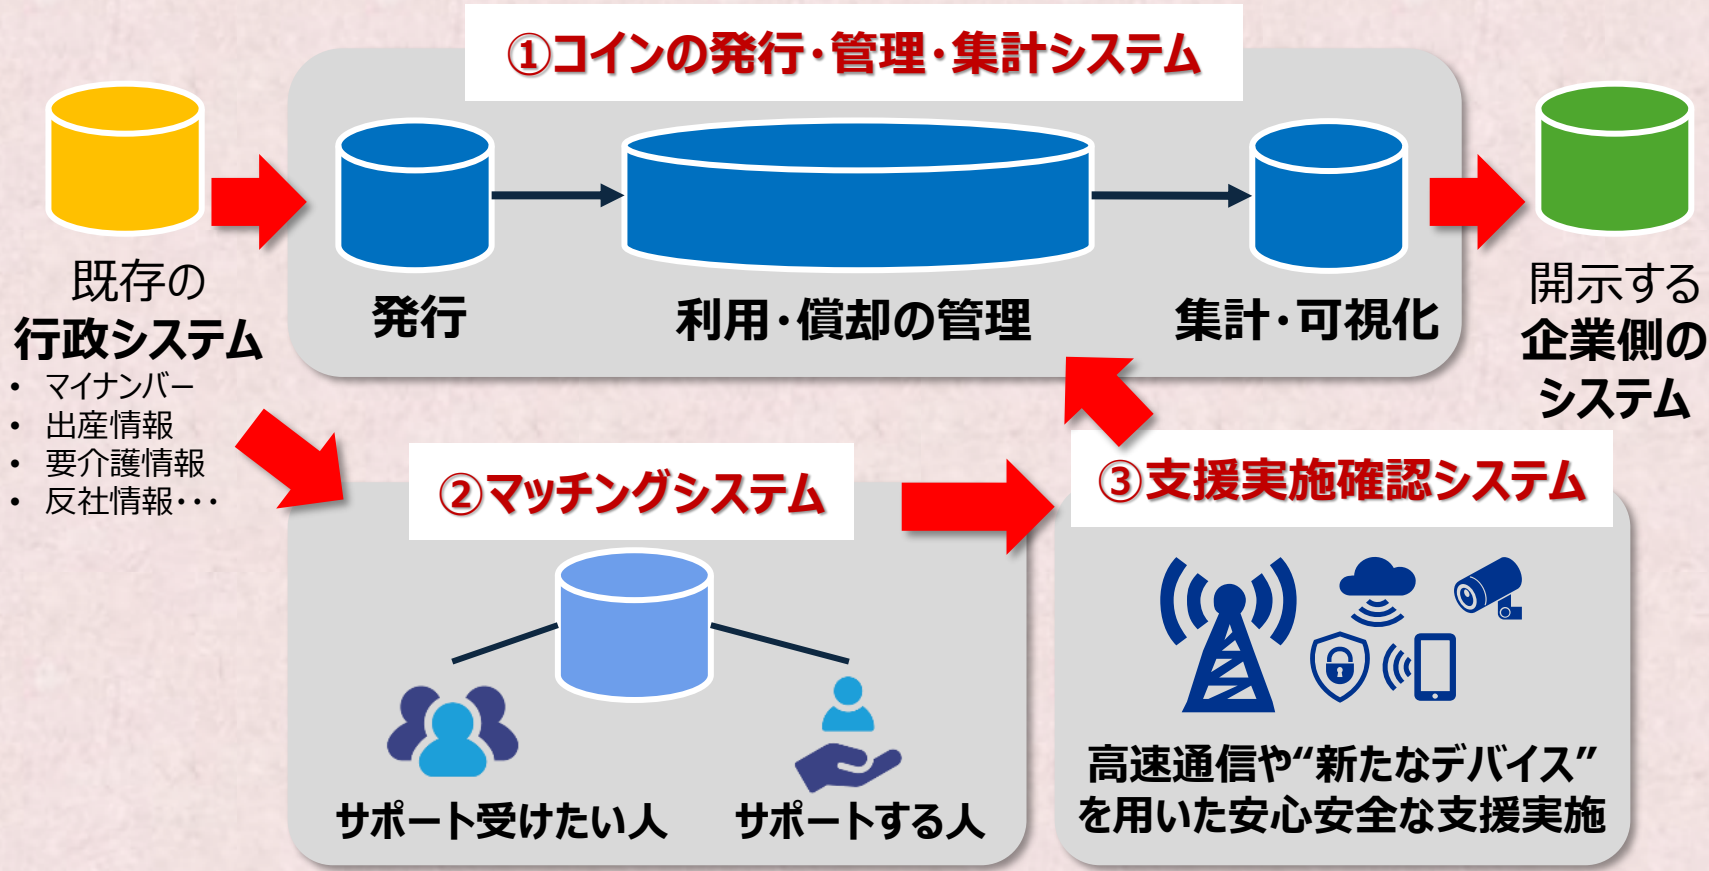 ①コインの発行・管理・集計システム
発行
利用・償却の管理
集計・可視化
既存の
行政システム
• マイナンバー
• 出産情報
• 要介護情報
• 反社情報・・・
開示する
企業側の
システム
②マッチングシステム
サポート受けたい人
サポートする人
③支援実施確認システム
高速通信や“新たなデバイス”
を用いた安心安全な支援実施